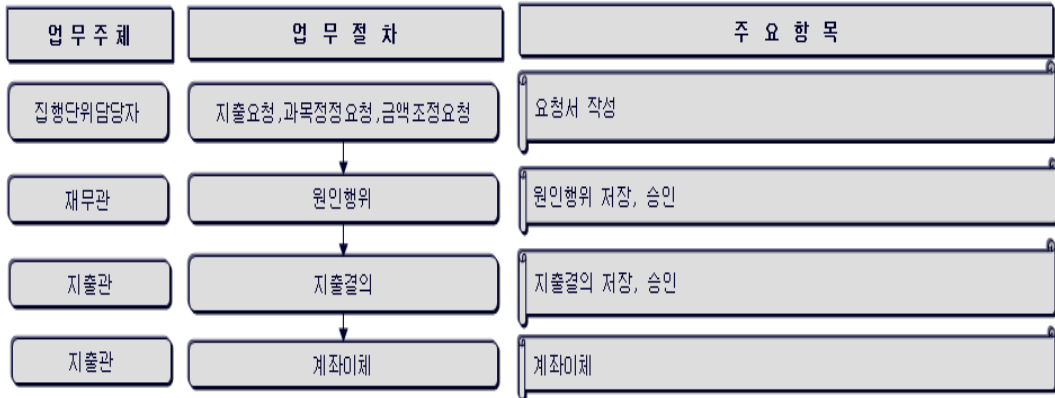 업 무 주 체 업 무 절 차 주 요 항 목
집행단위담당자 지출요청,과목정정요청,금액조정요청 요청서 작성
재무관 원인행위 원인행위 저장, 승인
지출관 지출결의 지출결의 저장, 승인
지출관 계좌이체 계좌이체